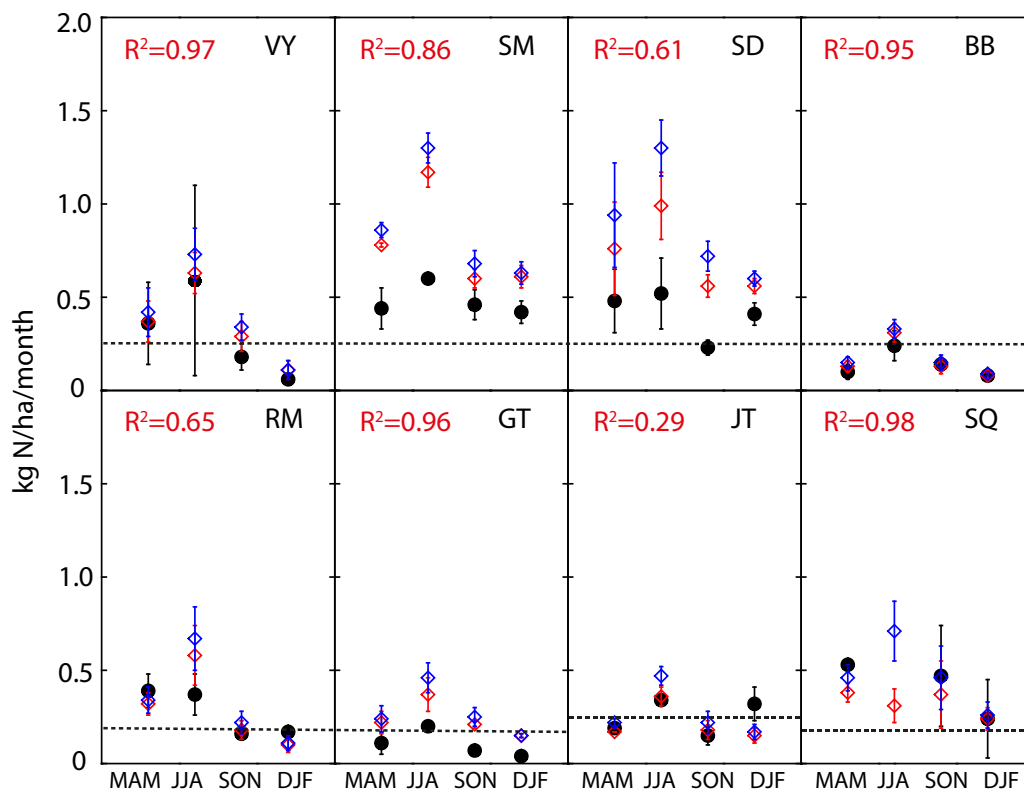 2.0
R²=0.97 VY R²=0.86 SM R²=0.61 SD R²=0.95 BB
1.5
1.0
0.5
0
R²=0.65 RM R²=0.96 GT R²=0.29 JT R²=0.98 SQ
1.5
1.0
0.5
0
kg N/ha/month
MAM JJA SON DJF MAM JJA SON DJF MAM JJA SON DJF MAM JJA SON DJF